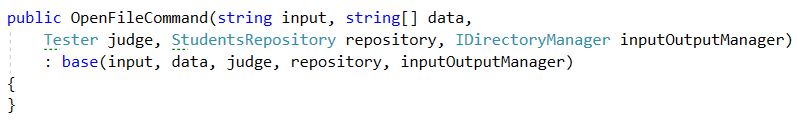 public OpenFileCommand(string input, string[] data,
Tester judge, StudentsRepository repository, IDirectoryManager inputOutputManager)
: base(input, data, judge, repository, inputOutputManager)
{
}